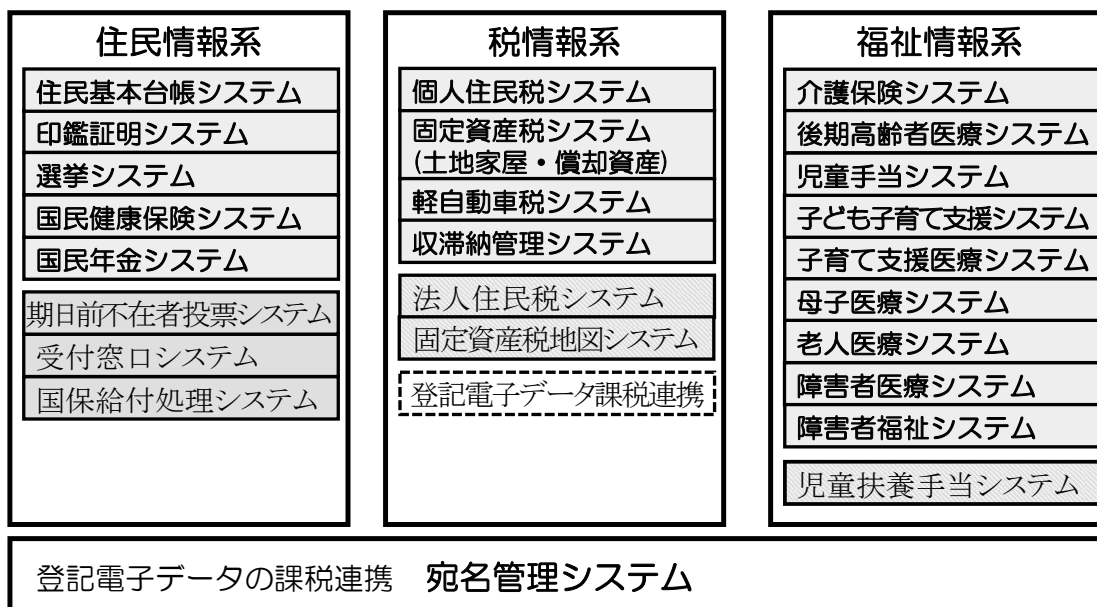 住民情報系
住民基本台帳システム
印鑑証明システム
選挙システム
国民健康保険システム
国民年金システム
期日前不在者投票システム
受付窓口システム
国保給付処理システム
税情報系
個人住民税システム
固定資産税システム
(土地家屋・償却資産)
軽自動車税システム
収滞納管理システム
法人住民税システム
固定資産税地図システム
登記電子データ課税連携
福祉情報系
介護保険システム
後期高齢者医療システム
児童手当システム
子ども子育て支援システム
子育て支援医療システム
母子医療システム
老人医療システム
障害者医療システム
障害者福祉システム
児童扶養手当システム
登記電子データの課税連携 宛名管理システム